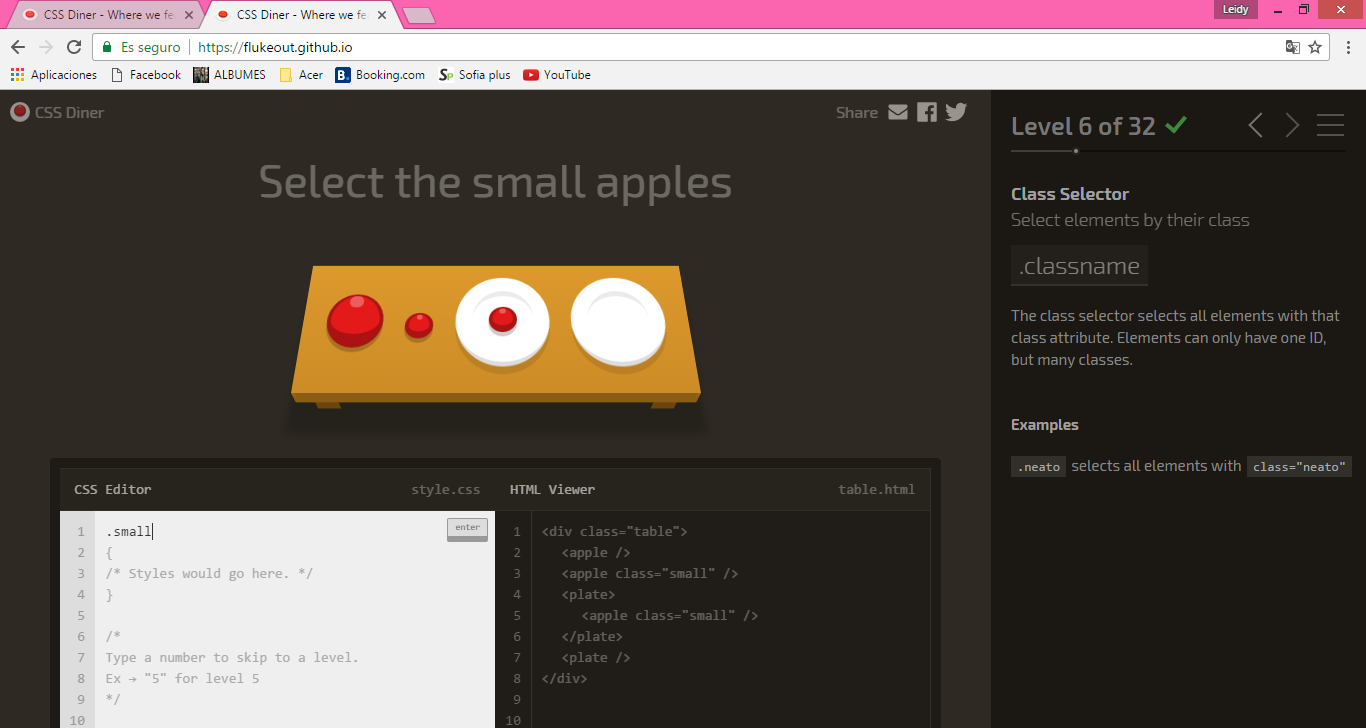 CSS Diner - Where we fe
CSS Diner - Where we fe
Leidy
Es seguro
https://flukeout.github.io
Aplicaciones
Facebook
ALBUMES
Acer
B.
Booking.com
Sp
Sofia plus
YouTube
CSS Diner
Share
Select the small apples
CSS Editor
style.css
1 .small
enter
2 {
3 /* Styles would go here. */
4 }
5
6 /*
7 Type a number to skip to a level.
8 Ex → "5" for level 5
9 */
10
HTML Viewer
table.html
1 <div class="table">
2 <apple />
3 <apple class="small" />
4 <plate>
5 <apple class="small" />
6 </plate>
7 <plate />
8 </div>
9
10
Level 6 of 32
Class Selector
Select elements by their class
.classname
The class selector selects all elements with that
class attribute. Elements can only have one ID,
but many classes.
Examples
.neato selects all elements with class="neato"